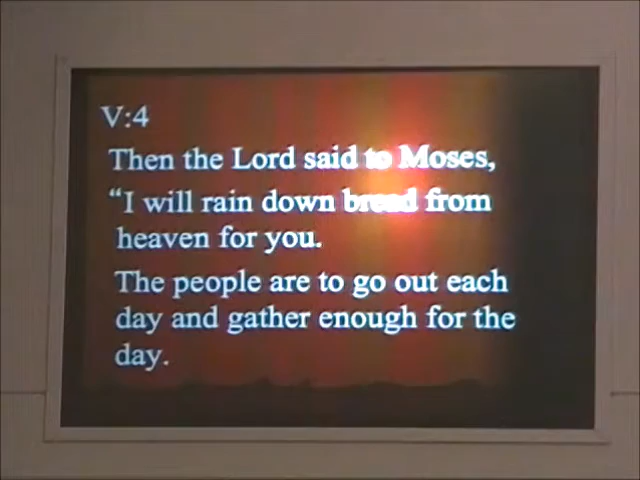 V:4
Then the Lord said to Moses,
“I will rain down bread from
heaven for you.
The people are to go out each
day and gather enough for the
day.